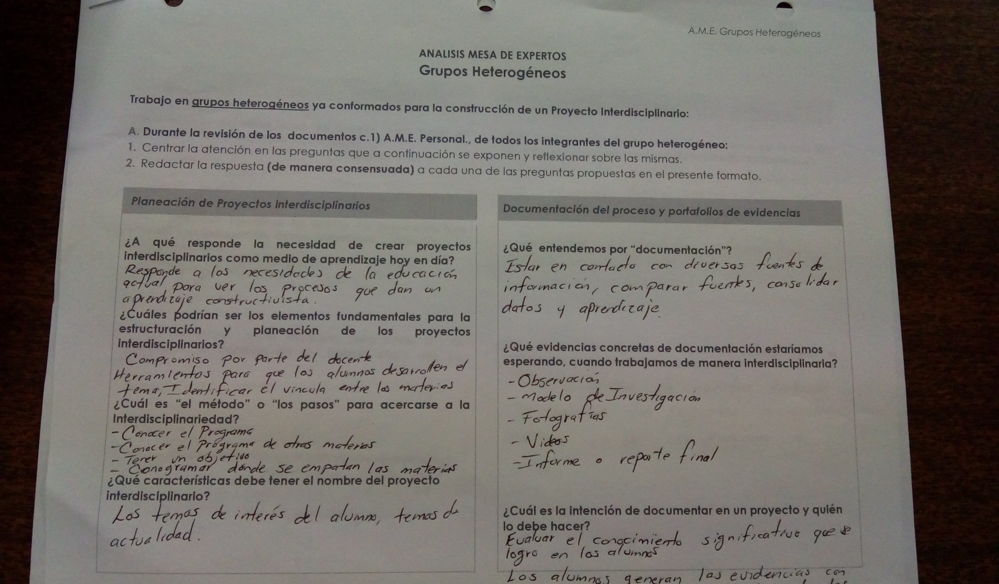 A.M.E. Grupos Heterogéneos
ANALISIS MESA DE EXPERTOS
Grupos Heterogéneos
Trabajo en grupos heterogéneos ya conformados para la construcción de un Proyecto Interdisciplinario:
A. Durante la revisión de los documentos c.1) A.M.E. Personal., de todos los integrantes del grupo heterogéneo:
1. Centrar la atención en las preguntas que a continuación se exponen y reflexionar sobre las mismas.
2. Redactar la respuesta (de manera consensuada) a cada una de las preguntas propuestas en el presente formato.
Planeación de Proyectos Interdisciplinarios
¿A qué responde la necesidad de crear proyectos
interdisciplinarios como medio de aprendizaje hoy en día?
Responde a las necesidades de la educación
actual para ver los procesos que dan un
aprendizaje constructivista.
¿Cuáles podrían ser los elementos fundamentales para la
estructuración y planeación de los proyectos
interdisciplinarios?
Compromiso por parte del docente
Herramientas para que los alumnos desarrollen el
tema, Identificar el vincula entre las materias
¿Cuál es "el método" o "los pasos" para acercarse a la
Interdisciplinariedad?
- Conocer el Programa
- Conocer el Programa de otras materias
- Tener un objetivo
- Conogramar dónde se empatan las materias
¿Qué características debe tener el nombre del proyecto
interdisciplinario?
Los temas de interés del alumno, temas de
actualidad.
Documentación del proceso y portafolios de evidencias
¿Qué entendemos por "documentación"?
Estar en contacto con diversas fuentes de
información, comparar fuentes, consolidar
datos y aprendizaje.
¿Qué evidencias concretas de documentación estaríamos
esperando, cuando trabajamos de manera interdisciplinaria?
- Observación
- Modelo de Investigación
- Fotografías
- Videos
- Informe o reporte final
¿Cuál es la intención de documentar en un proyecto y quién
lo debe hacer?
Evaluar el conocimiento significativo que se
logro en los alumnos
Los alumnos generan las evidencias con